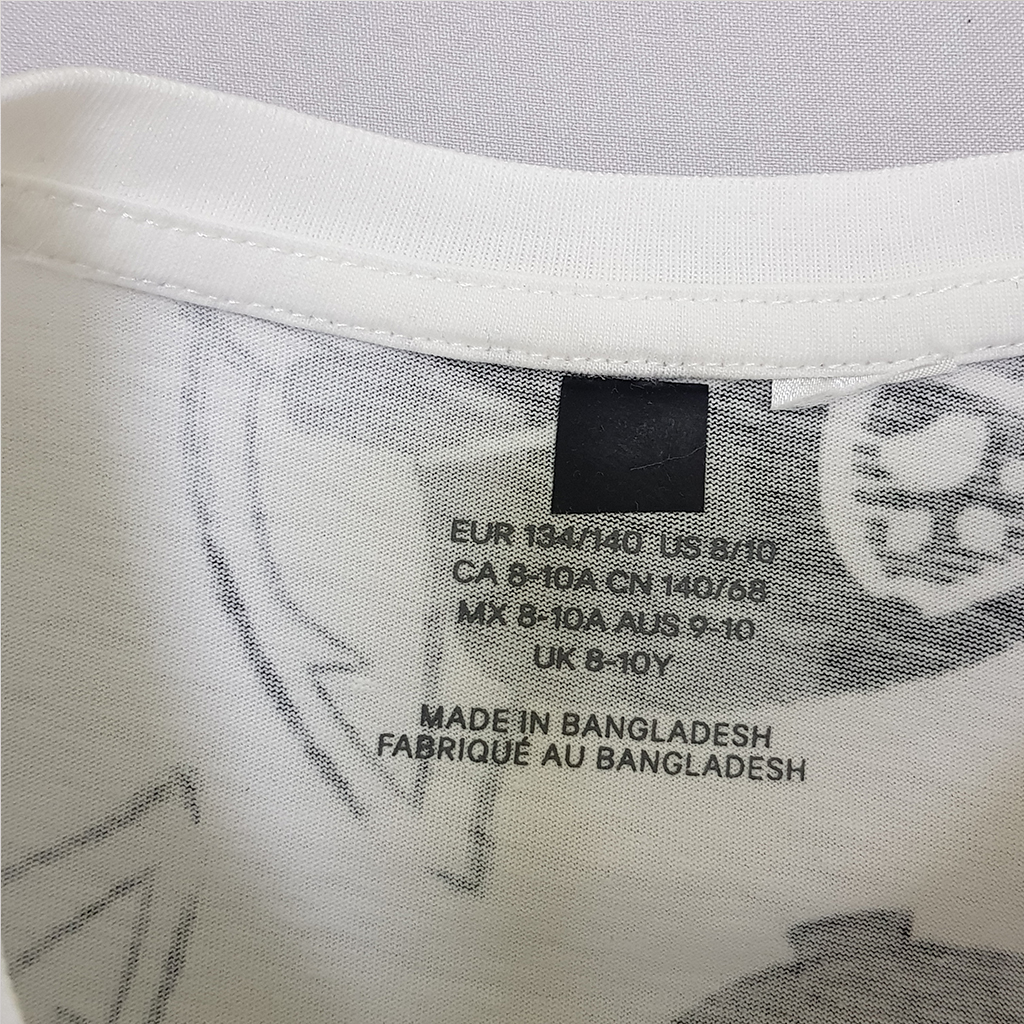 EUR 134/140 US 8/10
CA 8-10A CN 140/68
MX 8-10A AUS 9-10
UK 8-10Y
MADE IN BANGLADESH
FABRIQUÉ AU BANGLADESH